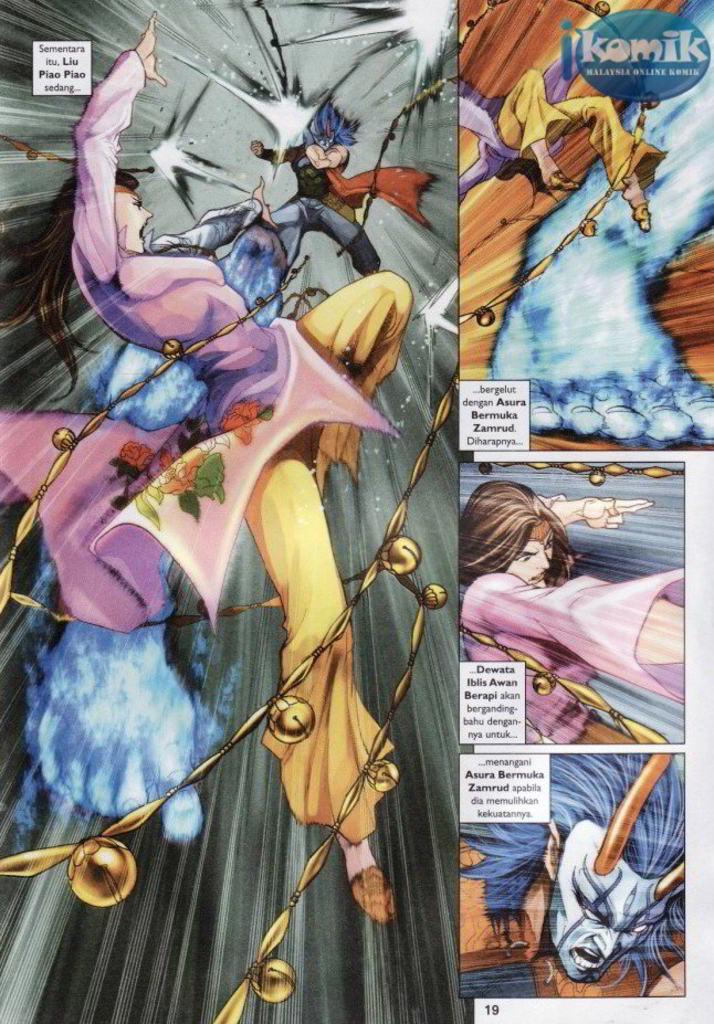 Sementara
itu, Liu
Piao Piao
sedang...
ikomik
MALAYSIA ONLINE KOMIK
...bergelut
dengan Asura
Bermuka
Zamrud.
Diharapnya...
...Dewata
Iblis Awan
Berapi akan
berganding-
bahu dengan-
nya untuk...
...menangani
Asura Bermuka
Zamrud apabila
dia memulihkan
kekuatannya.
19